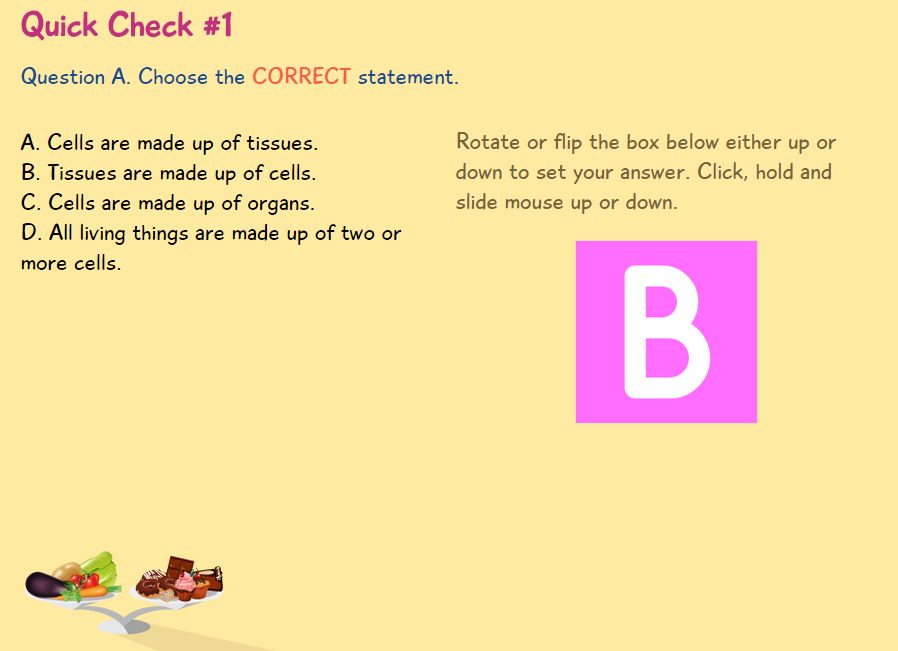 Quick Check #1
Question A. Choose the CORRECT statement.
A. Cells are made up of tissues.
B. Tissues are made up of cells.
C. Cells are made up of organs.
D. All living things are made up of two or
more cells.
Rotate or flip the box below either up or
down to set your answer. Click, hold and
slide mouse up or down.
B